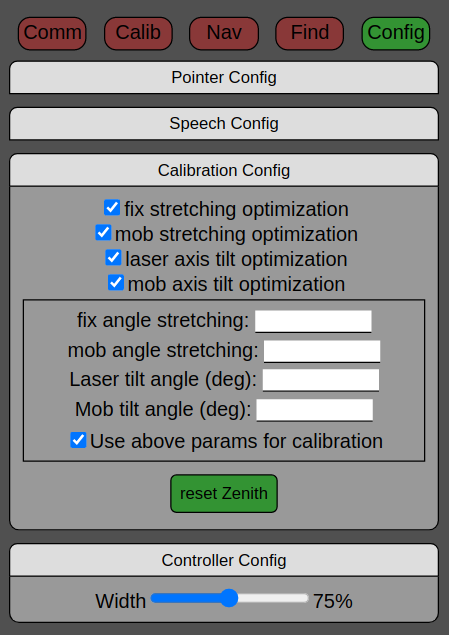 Comm Calib Nav Find Config
Pointer Config
Speech Config
Calibration Config
fix stretching optimization
mob stretching optimization
laser axis tilt optimization
mob axis tilt optimization
fix angle stretching:
mob angle stretching:
Laser tilt angle (deg):
Mob tilt angle (deg):
Use above params for calibration
reset Zenith
Controller Config
Width 75%